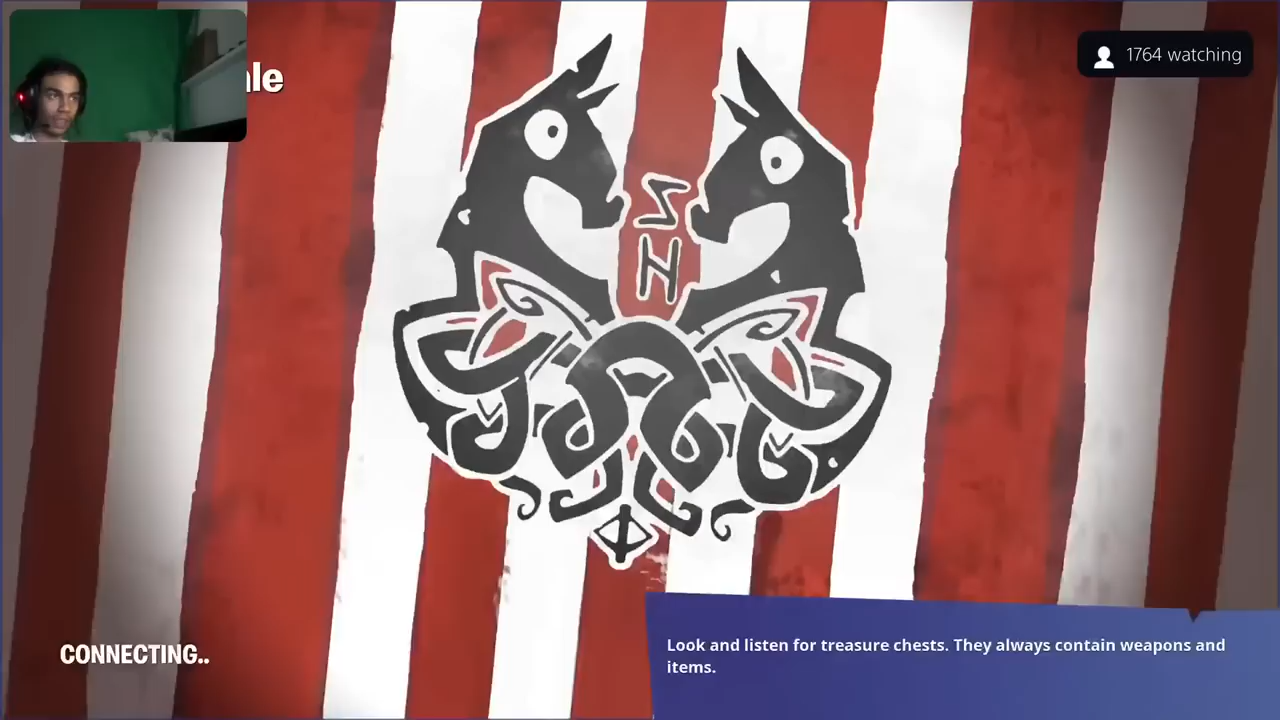 1764 watching
CONNECTING..
Look and listen for treasure chests. They always contain weapons and
items.